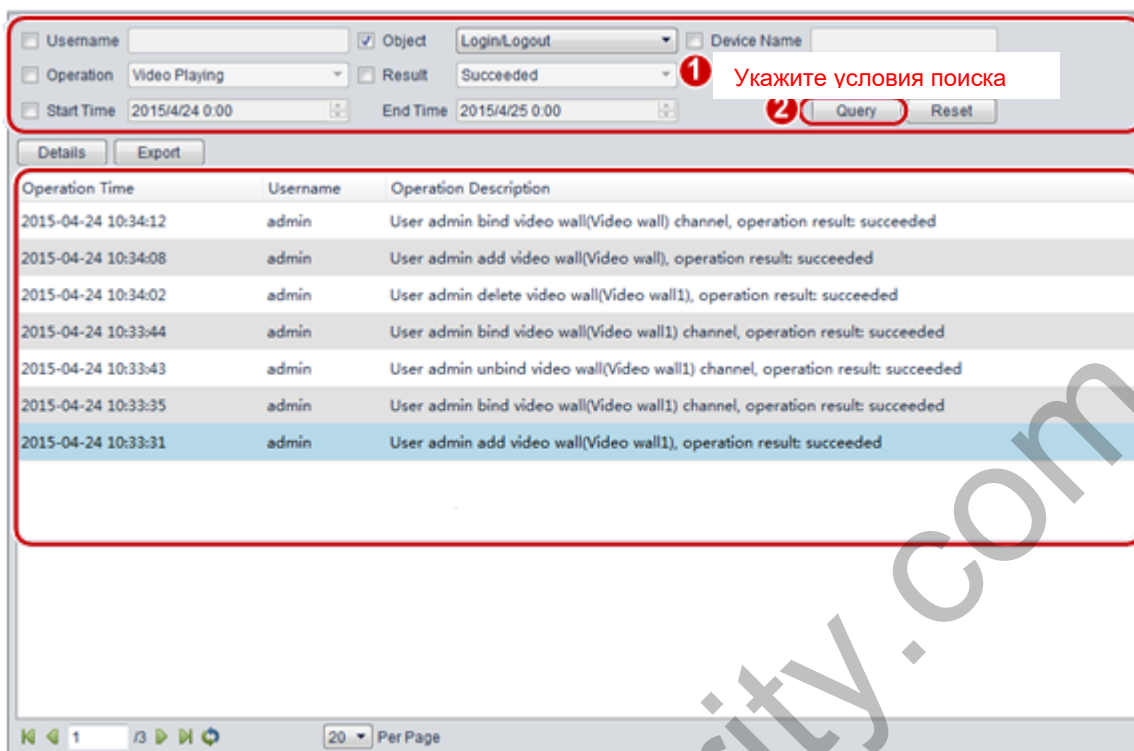 Username Object Login/Logout Device Name
Operation Video Playing Result Succeeded 1 Укажите условия поиска
Start Time 2015/4/24 0:00 End Time 2015/4/25 0:00 2 Query Reset
Details Export
Operation Time Username Operation Description
2015-04-24 10:34:12 admin User admin bind video wall(Video wall) channel, operation result: succeeded
2015-04-24 10:34:08 admin User admin add video wall(Video wall), operation result: succeeded
2015-04-24 10:34:02 admin User admin delete video wall(Video wall1), operation result: succeeded
2015-04-24 10:33:44 admin User admin bind video wall(Video wall1) channel, operation result: succeeded
2015-04-24 10:33:43 admin User admin unbind video wall(Video wall1) channel, operation result: succeeded
2015-04-24 10:33:35 admin User admin bind video wall(Video wall1) channel, operation result: succeeded
2015-04-24 10:33:31 admin User admin add video wall(Video wall1), operation result: succeeded
1 /3 20 Per Page
rity.com